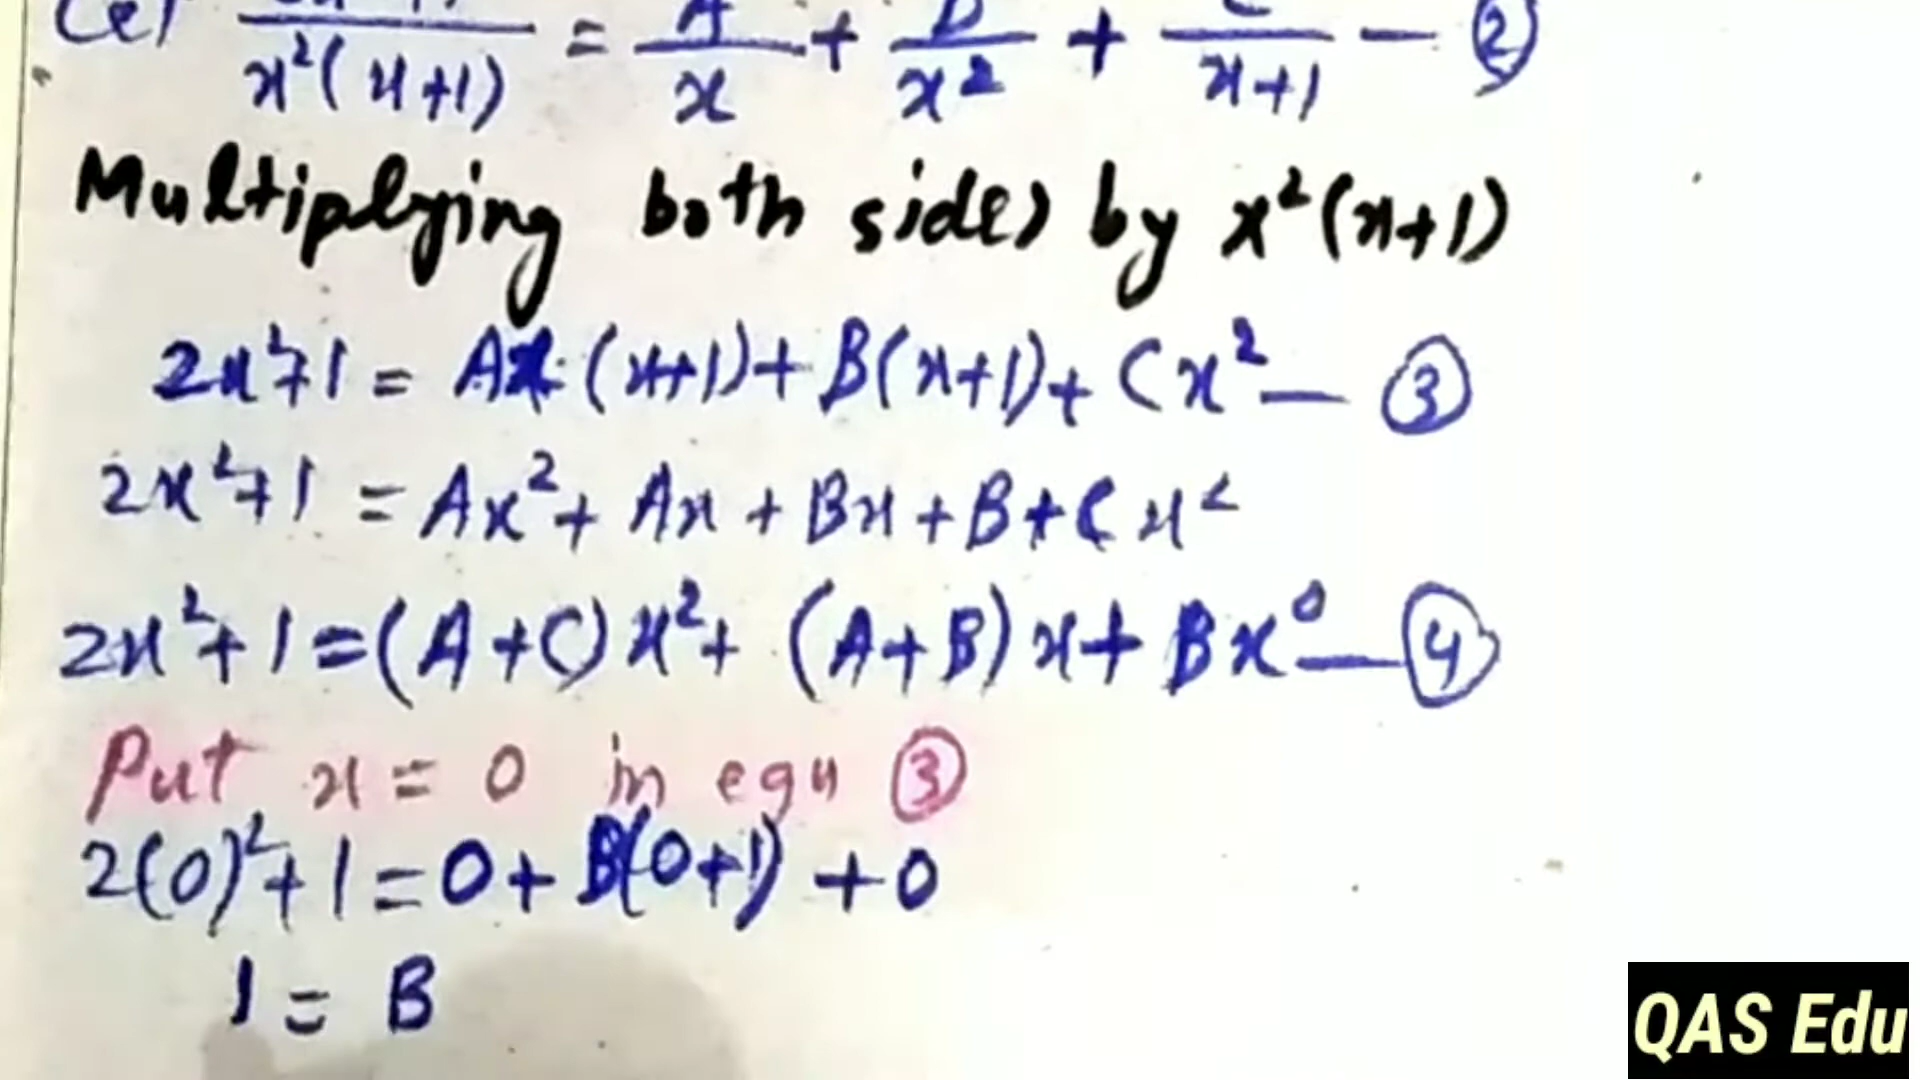 Let / x²(x+1) = A/x + B/x² + C/x+1 — ②
Multiplying both sides by x²(x+1)
2x²+1 = Ax·(x+1)+ B(x+1)+ Cx² — ③
2x²+1 = Ax²+ Ax + Bx + B + Cx²
2x²+1 = (A+C)x²+ (A+B)x+ Bx⁰ — ④
Put x = 0 in equ ③
2(0)²+1 = 0+ B(0+1) +0
1 = B
QAS Edu